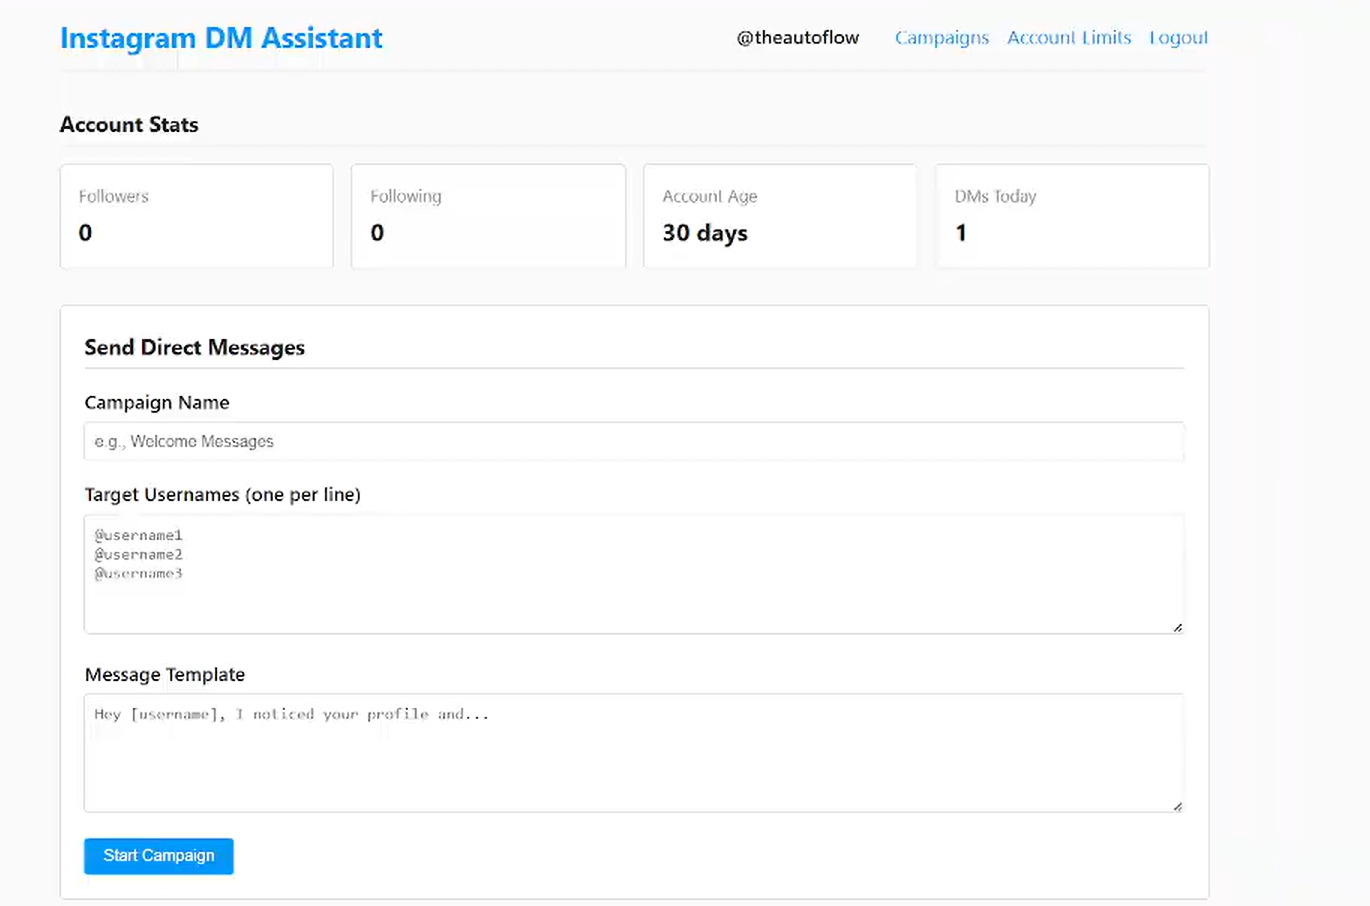 Instagram DM Assistant
@theautoflow Campaigns Account Limits Logout
Account Stats
Followers
0
Following
0
Account Age
30 days
DMs Today
1
Send Direct Messages
Campaign Name
e.g., Welcome Messages
Target Usernames (one per line)
@username1
@username2
@username3
Message Template
Hey [username], I noticed your profile and...
Start Campaign